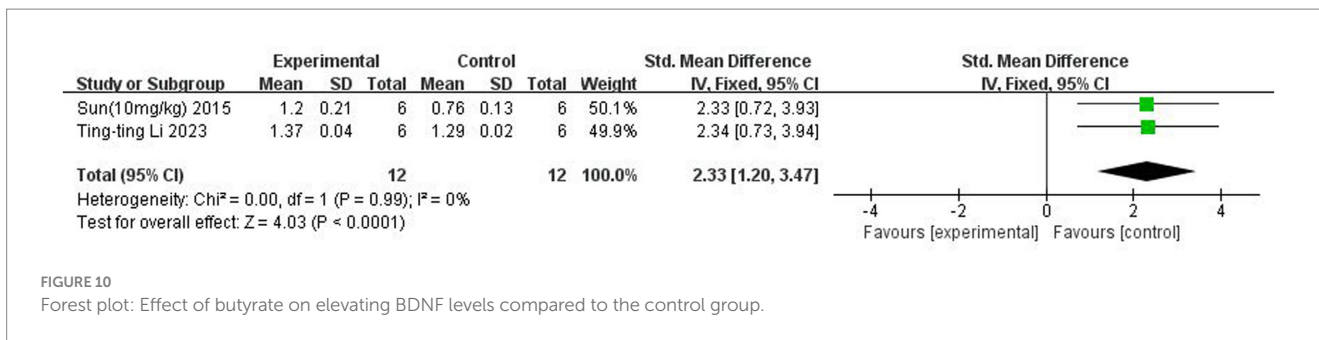 Experimental Control Std. Mean Difference Std. Mean Difference
Study or Subgroup Mean SD Total Mean SD Total Weight IV, Fixed, 95% CI IV, Fixed, 95% CI
Sun(10mg/kg) 2015 1.2 0.21 6 0.76 0.13 6 50.1% 2.33 [0.72, 3.93]
Ting-ting Li 2023 1.37 0.04 6 1.29 0.02 6 49.9% 2.34 [0.73, 3.94]
Total (95% CI) 12 12 100.0% 2.33 [1.20, 3.47]
Heterogeneity: Chi² = 0.00, df = 1 (P = 0.99); I² = 0%
Test for overall effect: Z = 4.03 (P < 0.0001)
-4 -2 0 2 4
Favours [experimental] Favours [control]
FIGURE 10
Forest plot: Effect of butyrate on elevating BDNF levels compared to the control group.